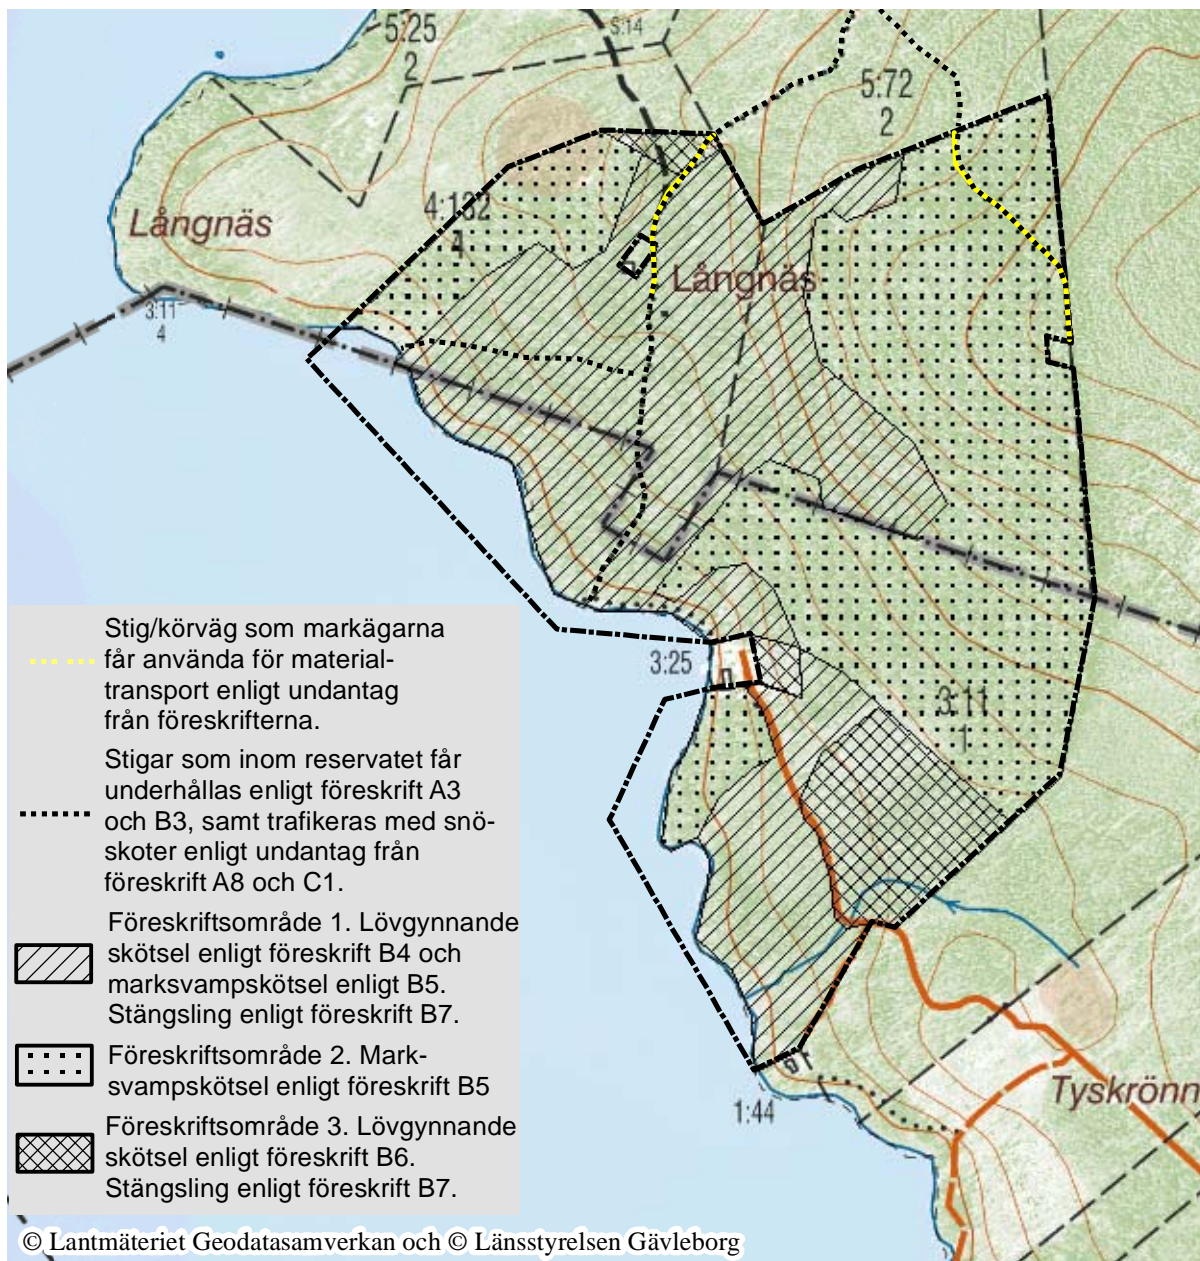 5:25
2
5:14
5:72
2
4:132
4
Långnäs
Långnäs
3:11
4
3:25
3:11
1
Stig/körväg som markägarna
får använda för material-
transport enligt undantag
från föreskrifterna.
Stigar som inom reservatet får
underhållas enligt föreskrift A3
och B3, samt trafikeras med snö-
skoter enligt undantag från
föreskrift A8 och C1.
Föreskriftsområde 1. Lövgynnande
skötsel enligt föreskrift B4 och
marksvampskötsel enligt B5.
Stängsling enligt föreskrift B7.
Föreskriftsområde 2. Mark-
svampskötsel enligt föreskrift B5
Föreskriftsområde 3. Lövgynnande
skötsel enligt föreskrift B6.
Stängsling enligt föreskrift B7.
1:44
Tyskrönn
© Lantmäteriet Geodatasamverkan och © Länsstyrelsen Gävleborg